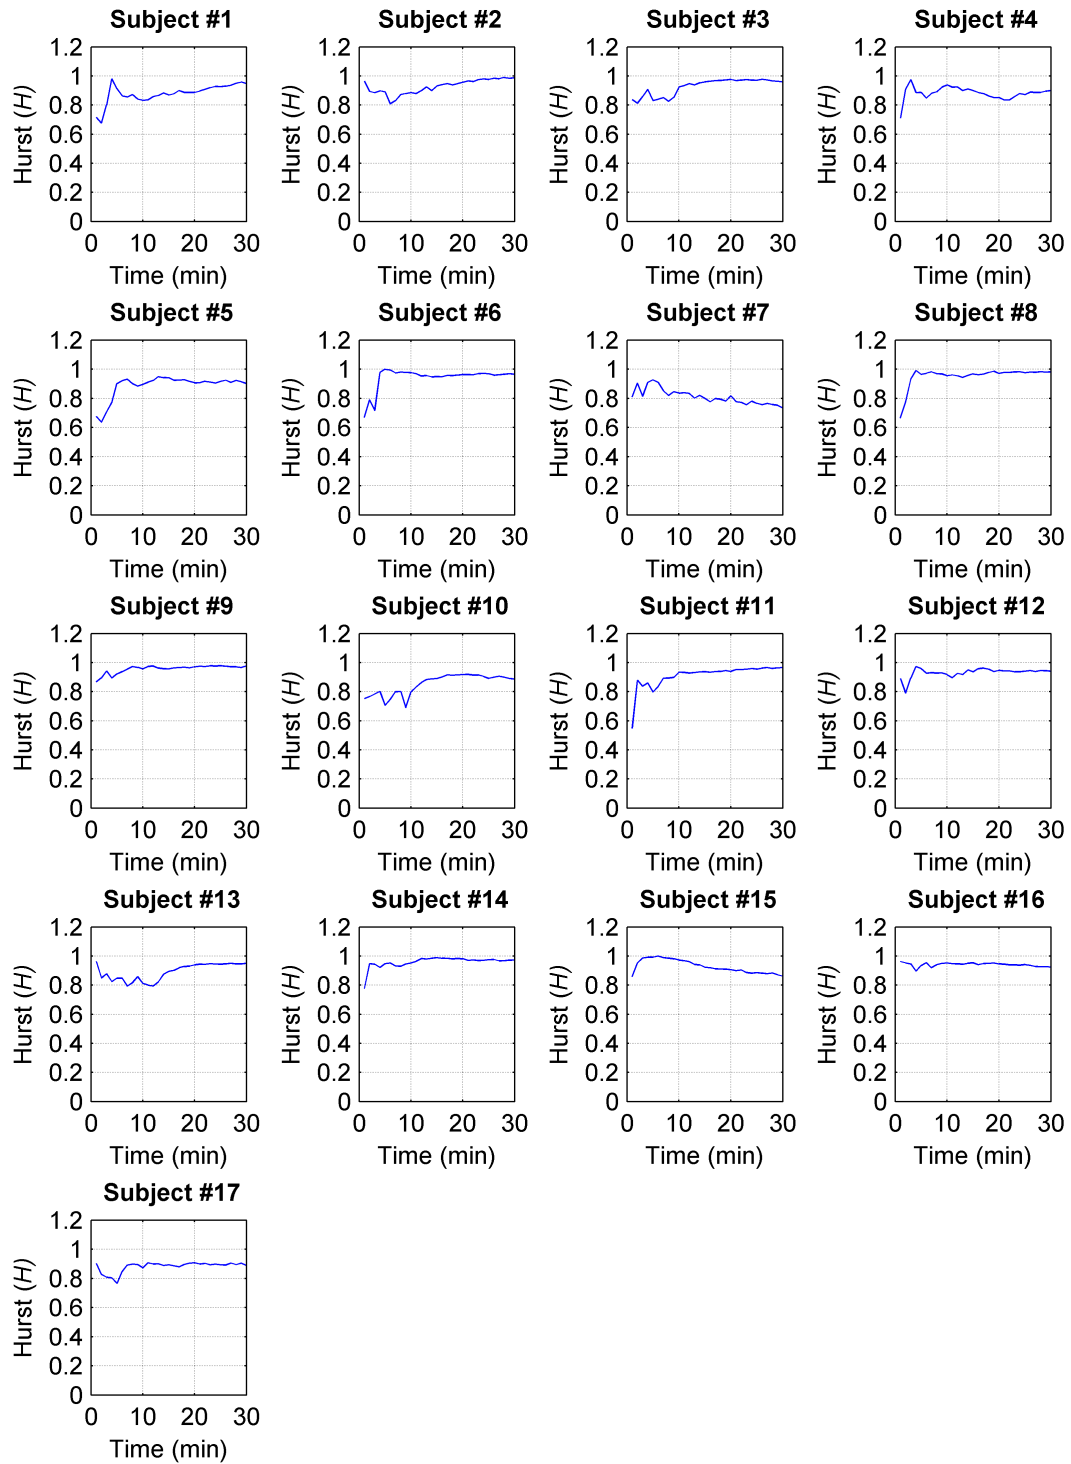 Subject #1
Subject #2
Subject #3
Subject #4
1.2
1
0.8
0.6
0.4
0.2
0
Hurst (H)
0 10 20 30
Time (min)
1.2
1
0.8
0.6
0.4
0.2
0
Hurst (H)
0 10 20 30
Time (min)
1.2
1
0.8
0.6
0.4
0.2
0
Hurst (H)
0 10 20 30
Time (min)
1.2
1
0.8
0.6
0.4
0.2
0
Hurst (H)
0 10 20 30
Time (min)
Subject #5
Subject #6
Subject #7
Subject #8
1.2
1
0.8
0.6
0.4
0.2
0
Hurst (H)
0 10 20 30
Time (min)
1.2
1
0.8
0.6
0.4
0.2
0
Hurst (H)
0 10 20 30
Time (min)
1.2
1
0.8
0.6
0.4
0.2
0
Hurst (H)
0 10 20 30
Time (min)
1.2
1
0.8
0.6
0.4
0.2
0
Hurst (H)
0 10 20 30
Time (min)
Subject #9
Subject #10
Subject #11
Subject #12
1.2
1
0.8
0.6
0.4
0.2
0
Hurst (H)
0 10 20 30
Time (min)
1.2
1
0.8
0.6
0.4
0.2
0
Hurst (H)
0 10 20 30
Time (min)
1.2
1
0.8
0.6
0.4
0.2
0
Hurst (H)
0 10 20 30
Time (min)
1.2
1
0.8
0.6
0.4
0.2
0
Hurst (H)
0 10 20 30
Time (min)
Subject #13
Subject #14
Subject #15
Subject #16
1.2
1
0.8
0.6
0.4
0.2
0
Hurst (H)
0 10 20 30
Time (min)
1.2
1
0.8
0.6
0.4
0.2
0
Hurst (H)
0 10 20 30
Time (min)
1.2
1
0.8
0.6
0.4
0.2
0
Hurst (H)
0 10 20 30
Time (min)
1.2
1
0.8
0.6
0.4
0.2
0
Hurst (H)
0 10 20 30
Time (min)
Subject #17
1.2
1
0.8
0.6
0.4
0.2
0
Hurst (H)
0 10 20 30
Time (min)